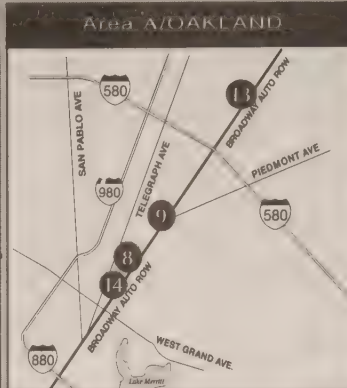 Area A/OAKLAND
13
580
SAN PABLO AVE
BROADWAY AUTO ROW
TELEGRAPH AVE
PIEDMONT AVE
980
9
580
8
14
BROADWAY AUTO ROW
WEST GRAND AVE.
880
Lake Merritt